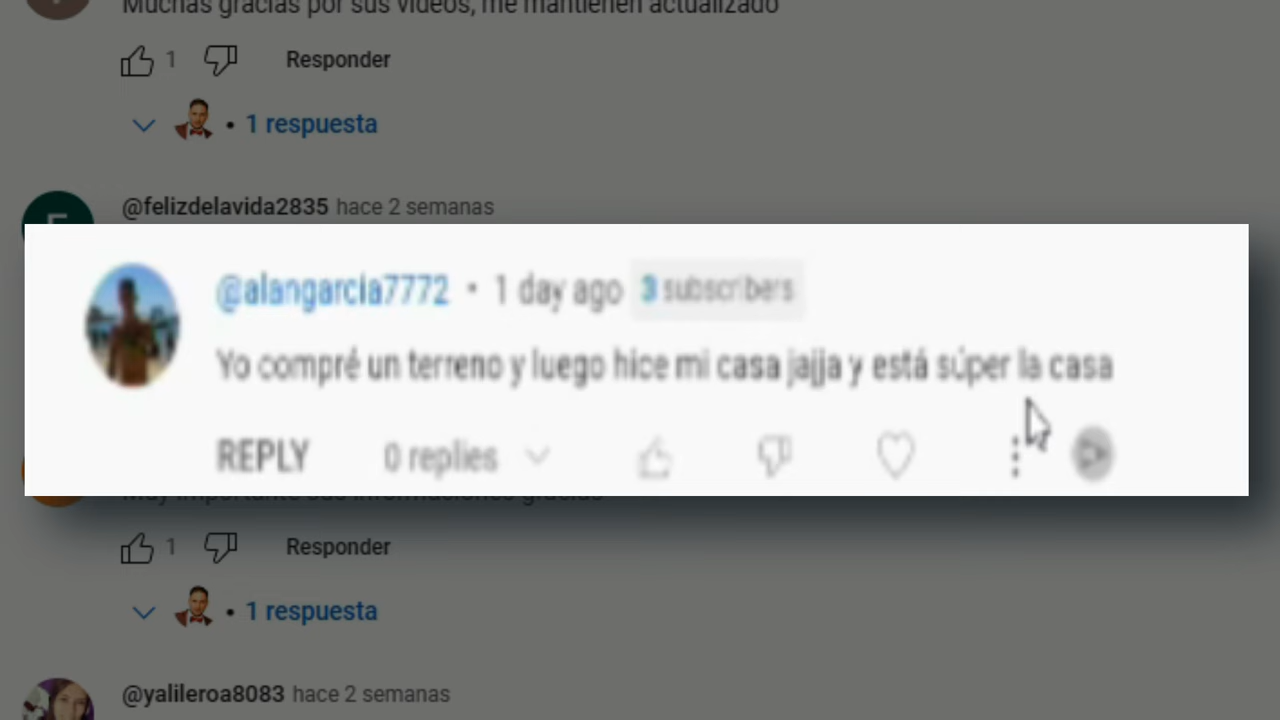 Muchas gracias por sus videos, me mantienen actualizado
1 Responder
• 1 respuesta
@felizdelavida2835 hace 2 semanas
@alangarcia7772 • 1 day ago 3 subscribers
Yo compré un terreno y luego hice mi casa jajja y está súper la casa
REPLY 0 replies
Muy importante sus informaciones gracias
1 Responder
• 1 respuesta
@yalileroa8083 hace 2 semanas